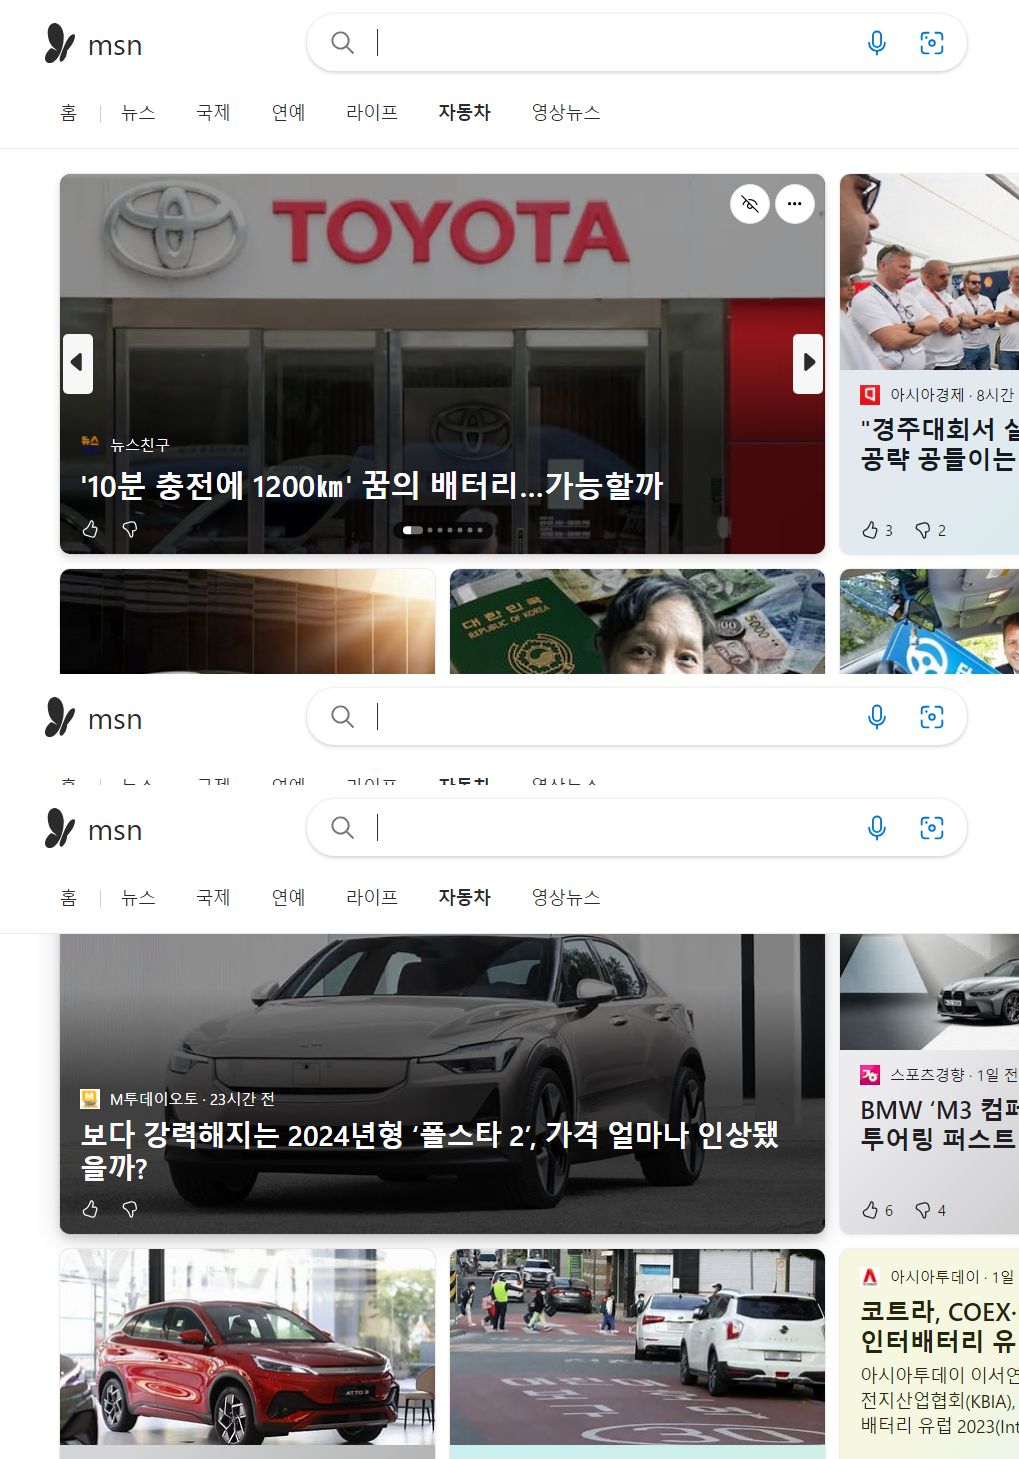 msn
홈 뉴스 국제 연예 라이프 자동차 영상뉴스
TOYOTA
뉴스친구
'10분 충전에 1200㎞' 꿈의 배터리...가능할까
아시아경제 · 8시간
"경주대회서 실
공략 공들이는
3 2
대한민국
REPUBLIC OF KOREA
5000
msn
msn
홈 뉴스 국제 연예 라이프 자동차 영상뉴스
M투데이오토 · 23시간 전
보다 강력해지는 2024년형 ‘폴스타 2’, 가격 얼마나 인상됐
을까?
스포츠경향 · 1일 전
BMW ‘M3 컴페
투어링 퍼스트
6 4
ATTO 3
30
아시아투데이 · 1일
코트라, COEX·
인터배터리 유
아시아투데이 이서연
전지산업협회(KBIA),
배터리 유럽 2023(Int